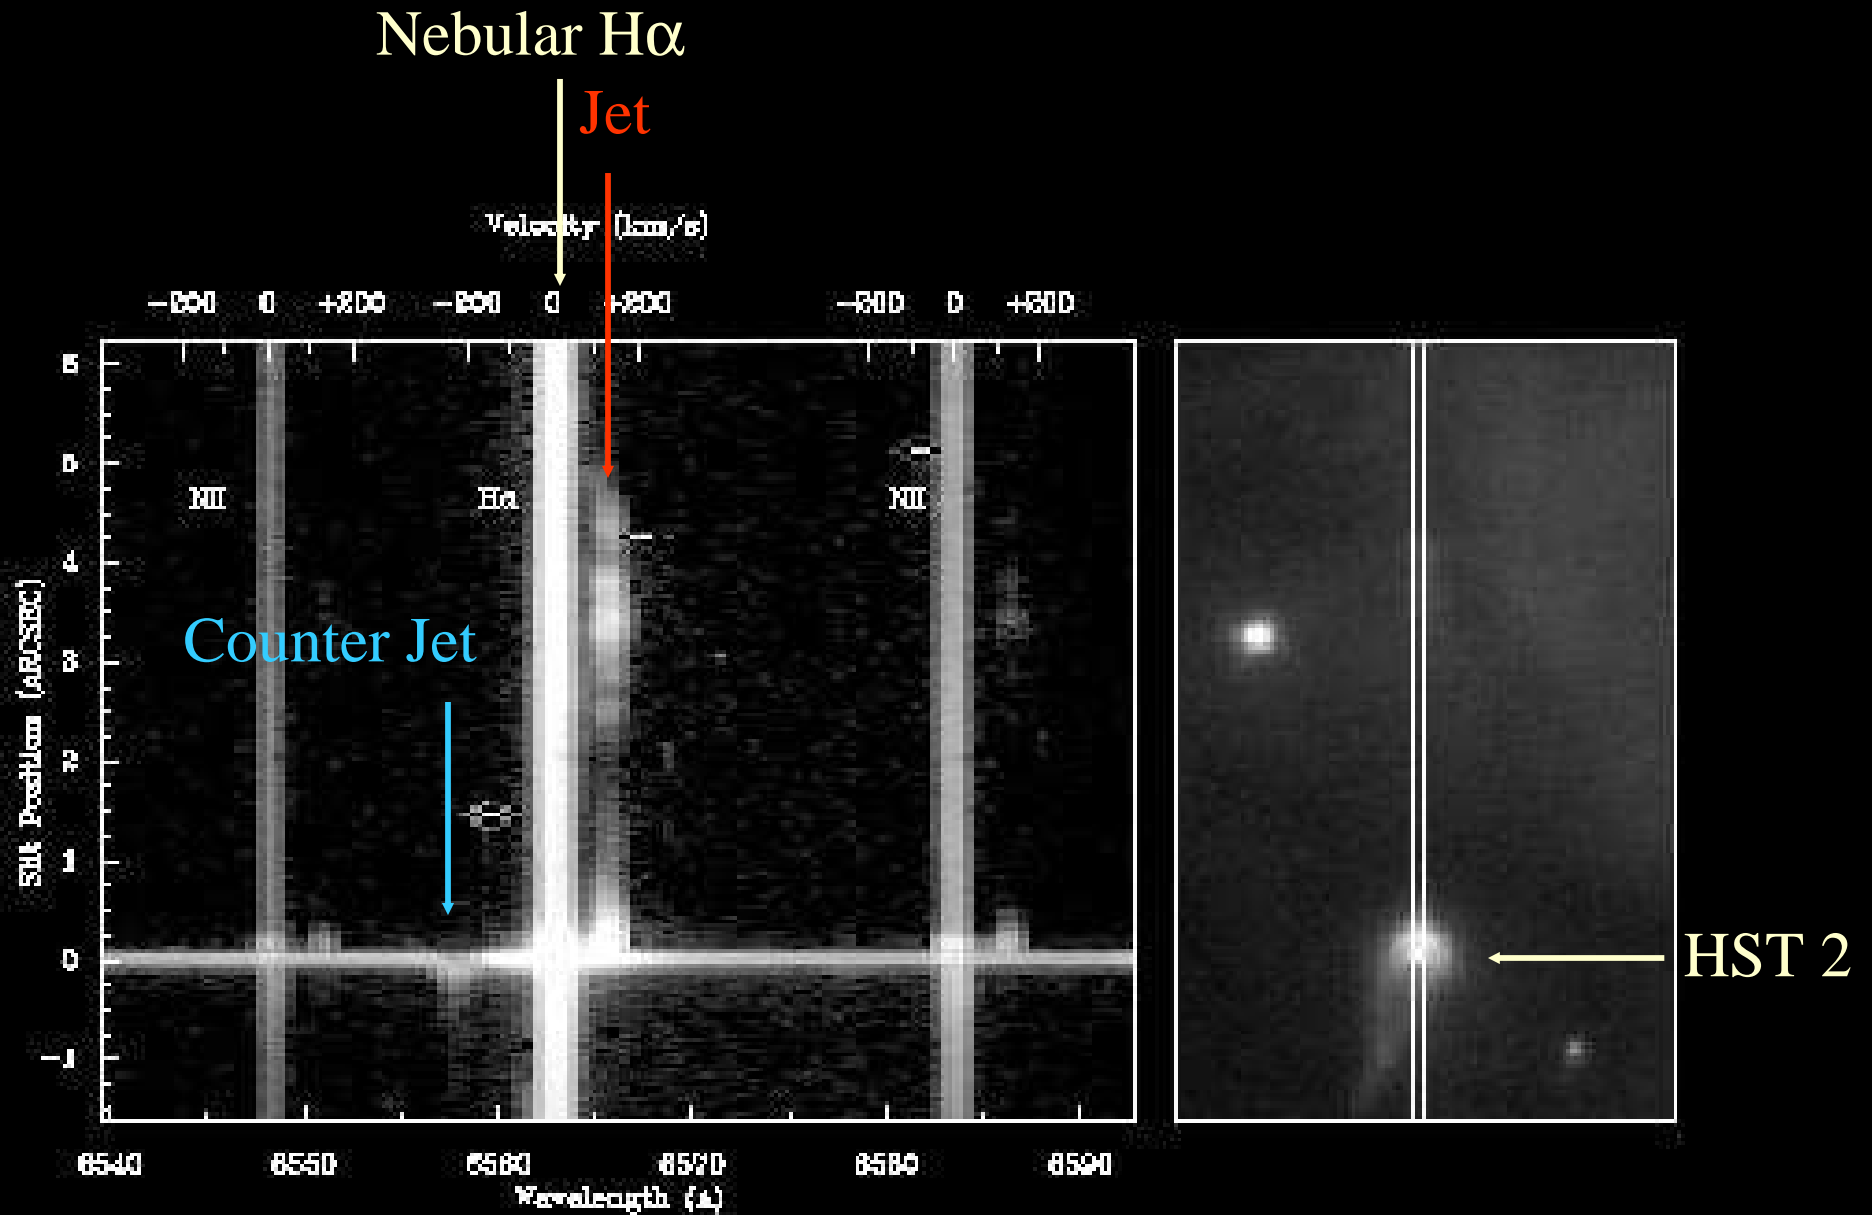 Nebular Hα
Jet
Velocity (km/s)
−200 0 +200 −200 0 +200 −200 0 +200
NII Hα NII
Counter Jet
HST 2
Slit Position (ARCSEC)
6
5
4
3
2
1
0
−1
6540 6550 6560 6570 6580 6590
Wavelength (A)